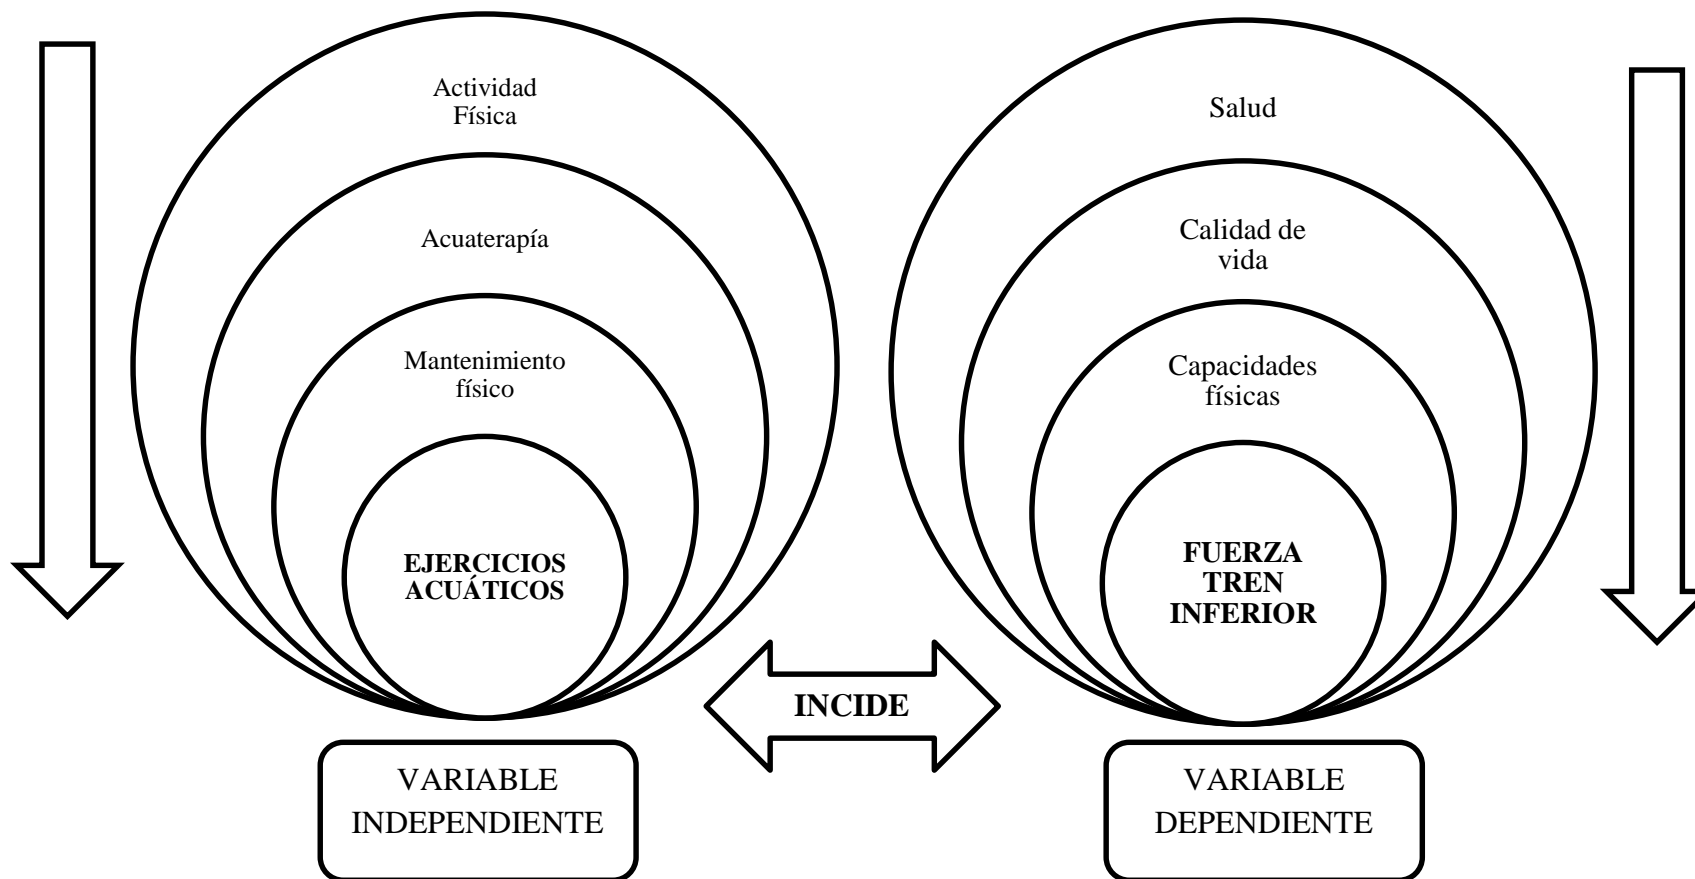 Actividad
Física
Acuaterapía
Mantenimiento
físico
EJERCICIOS
ACUÁTICOS
Salud
Calidad de
vida
Capacidades
físicas
FUERZA
TREN
INFERIOR
INCIDE
VARIABLE
INDEPENDIENTE
VARIABLE
DEPENDIENTE